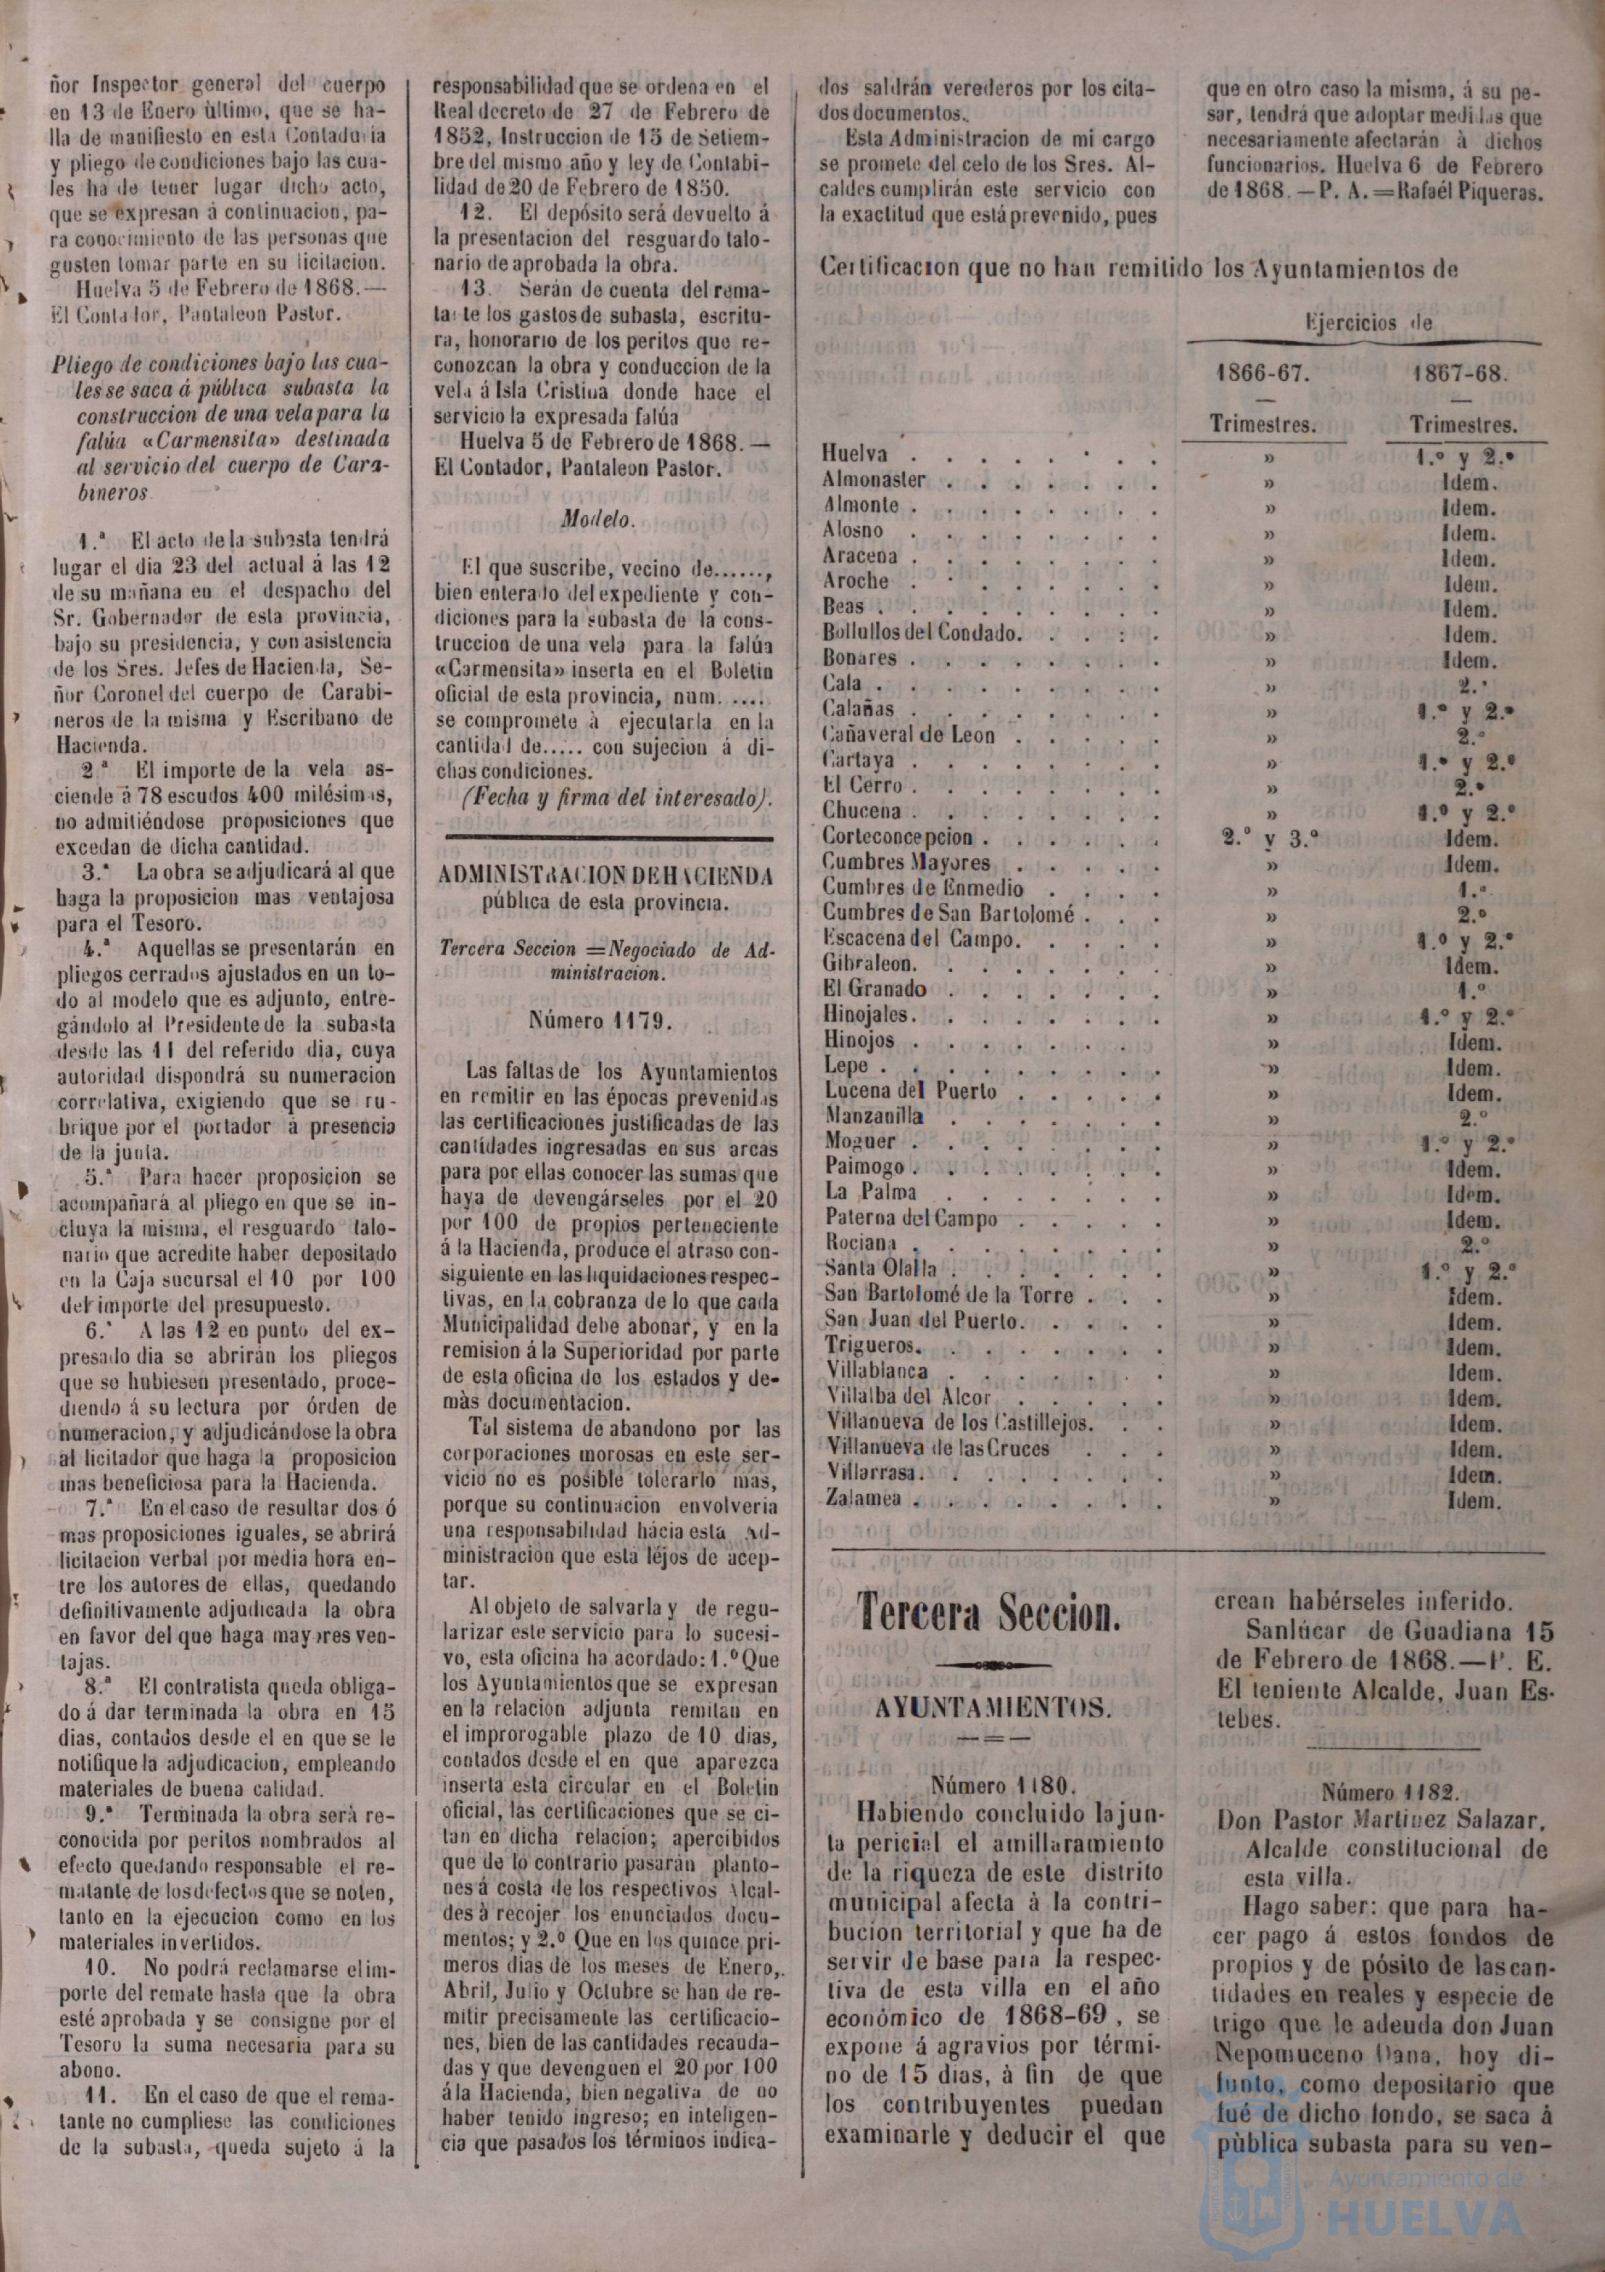 ñor Inspector general del cuerpo
en 13 de Enero ùltimo, que se ha-
lla de manifiesto en esta Contaduria
y pliego de condiciones bajo las cua-
les ha de tener lugar dicho acto,
que se expresan à continuacion, pa-
ra conocimiento de las personas que
gusten tomar parte en su licitacion.
Huelva 5 de Febrero de 1868.—
El Contador, Pantaleon Pastor.
Pliego de condiciones bajo las cua-
les se saca á pública subasta la
construccion de una vela para la
falúa «Carmensita» destinada
al servicio del cuerpo de Cara-
bineros.
1.ª El acto de la subasta tendrá
lugar el dia 23 del actual á las 12
de su mañana en el despacho del
Sr. Gobernador de esta provincia,
bajo su presidencia, y con asistencia
de los Sres. Jefes de Hacienda, Se-
ñor Coronel del cuerpo de Carabi-
neros de la misma y Escribano de
Hacienda.
2.ª El importe de la vela as-
ciende à 78 escudos 400 milésimas,
no admitiéndose proposiciones que
excedan de dicha cantidad.
3.ª La obra se adjudicará al que
haga la proposicion mas ventajosa
para el Tesoro.
4.ª Aquellas se presentarán en
pliegos cerrados ajustados en un to-
do al modelo que es adjunto, entre-
gándolo al Presidente de la subasta
desde las 11 del referido dia, cuya
autoridad dispondrá su numeracion
correlativa, exigiendo que se ru-
brique por el portador à presencia
de la junta.
5.ª Para hacer proposicion se
acompañará al pliego en que se in-
cluya la misma, el resguardo talo-
nario que acredite haber depositado
en la Caja sucursal el 10 por 100
del importe del presupuesto.
6.ª A las 12 en punto del ex-
presado dia se abrirán los pliegos
que se hubiesen presentado, proce-
diendo á su lectura por órden de
numeracion, y adjudicándose la obra
al licitador que haga la proposicion
mas beneficiosa para la Hacienda.
7.ª En el caso de resultar dos ó
mas proposiciones iguales, se abrirá
licitacion verbal por media hora en-
tre los autores de ellas, quedando
definitivamente adjudicada la obra
en favor del que haga mayores ven-
tajas.
8.ª El contratista queda obliga-
do á dar terminada la obra en 15
dias, contados desde el en que se le
notifique la adjudicacion, empleando
materiales de buena calidad.
9.ª Terminada la obra serà re-
conocida por peritos nombrados al
efecto quedando responsable el re-
matante de los defectos que se noten,
tanto en la ejecucion como en los
materiales invertidos.
10. No podrá reclamarse el im-
porte del remate hasta que la obra
esté aprobada y se consigne por el
Tesoro la suma necesaria para su
abono.
11. En el caso de que el rema-
tante no cumpliese las condiciones
de la subasta, queda sujeto á la
responsabilidad que se ordena en el
Real decreto de 27 de Febrero de
1852, Instruccion de 15 de Setiem-
bre del mismo año y ley de Contabi-
lidad de 20 de Febrero de 1850.
12. El depósito será devuelto á
la presentacion del resguardo talo-
nario de aprobada la obra.
13. Serán de cuenta del rema-
tante los gastos de subasta, escritu-
ra, honorario de los peritos que re-
conozcan la obra y conduccion de la
vela á Isla Cristina donde hace el
servicio la expresada falúa
Huelva 5 de Febrero de 1868.—
El Contador, Pantaleon Pastor.
Modelo.
El que suscribe, vecino de......,
bien enterado del expediente y con-
diciones para la subasta de la cons-
truccion de una vela para la falúa
«Carmensita» inserta en el Boletin
oficial de esta provincia, num. ....
se compromete à ejecutarla en la
cantidad de..... con sujecion á di-
chas condiciones.
(Fecha y firma del interesado).
ADMINISTRACION DE HACIENDA
pública de esta provincia.
Tercera Seccion =Negociado de Ad-
ministracion.
Número 1179.
Las faltas de los Ayuntamientos
en remitir en las épocas prevenidas
las certificaciones justificadas de las
cantidades ingresadas en sus arcas
para por ellas conocer las sumas que
haya de devengárseles por el 20
por 100 de propios perteneciente
á la Hacienda, produce el atraso con-
siguiente en las liquidaciones respec-
tivas, en la cobranza de lo que cada
Municipalidad debe abonar, y en la
remision á la Superioridad por parte
de esta oficina de los estados y de-
màs documentacion.
Tal sistema de abandono por las
corporaciones morosas en este ser-
vicio no es posible tolerarlo mas,
porque su continuacion envolveria
una responsabilidad hácia esta Ad-
ministracion que está léjos de acep-
tar.
Al objeto de salvarla y de regu-
larizar este servicio para lo sucesi-
vo, esta oficina ha acordado: 1.º Que
los Ayuntamientos que se expresan
en la relacion adjunta remitan en
el improrogable plazo de 10 dias,
contados desde el en que aparezca
inserta esta circular en el Boletin
oficial, las certificaciones que se ci-
tan en dicha relacion; apercibidos
que de lo contrario pasarán planto-
nes á costa de los respectivos Alcal-
des à recojer los enunciados docu-
mentos; y 2.º Que en los quince pri-
meros dias de los meses de Enero,
Abril, Julio y Octubre se han de re-
mitir precisamente las certificacio-
nes, bien de las cantidades recauda-
das y que devenguen el 20 por 100
á la Hacienda, bien negativa de no
haber tenido ingreso; en inteligen-
cia que pasados los términos indica-
dos saldrán verederos por los cita-
dos documentos.
Esta Administracion de mi cargo
se promete del celo de los Sres. Al-
caldes cumplirán este servicio con
la exactitud que está prevenido, pues
que en otro caso la misma, á su pe-
sar, tendrá que adoptar medidas que
necesariamente afectarán à dichos
funcionarios. Huelva 6 de Febrero
de 1868.—P. A.=Rafaél Piqueras.
Certificacion que no han remitido los Ayuntamientos de
Ejercicios de
1866-67. 1867-68.
Trimestres. Trimestres.
Huelva . . . . . . . . » 1.º y 2.º
Almonaster . . . . . . . » Idem.
Almonte . . . . . . . . » Idem.
Alosno . . . . . . . . » Idem.
Aracena . . . . . . . . » Idem.
Aroche . . . . . . . . » Idem.
Beas . . . . . . . . . » Idem.
Bollullos del Condado. . . . . » Idem.
Bonares . . . . . . . . » Idem.
Cala . . . . . . . . . » 2.º
Calañas . . . . . . . . » 1.º y 2.º
Cañaveral de Leon . . . . . » 2.º
Cartaya . . . . . . . . » 1.º y 2.º
El Cerro . . . . . . . . » 2.º
Chucena . . . . . . . . » 1.º y 2.º
Corteconcepcion . . . . . . 2.º y 3.º Idem.
Cumbres Mayores . . . . . » Idem.
Cumbres de Enmedio . . . . » 1.º
Cumbres de San Bartolomé . . . » 2.º
Escacena del Campo. . . . . » 1.º y 2.º
Gibraleon. . . . . . . . » Idem.
El Granado . . . . . . . » 1.º
Hinojales. . . . . . . . » 1.º y 2.º
Hinojos . . . . . . . . » Idem.
Lepe . . . . . . . . . » Idem.
Lucena del Puerto . . . . . » Idem.
Manzanilla . . . . . . . » 2.º
Moguer . . . . . . . . » 1.º y 2.º
Paimogo . . . . . . . . » Idem.
La Palma . . . . . . . » Idem.
Paterna del Campo . . . . . » Idem.
Rociana . . . . . . . . » 2.º
Santa Olalla . . . . . . . » 1.º y 2.º
San Bartolomé de la Torre . . . » Idem.
San Juan del Puerto. . . . . » Idem.
Trigueros. . . . . . . . » Idem.
Villablanca . . . . . . . » Idem.
Villalba del Alcor . . . . . » Idem.
Villanueva de los Castillejos. . . » Idem.
Villanueva de las Cruces . . . » Idem.
Villarrasa. . . . . . . . » Idem.
Zalamea . . . . . . . . » Idem.
Tercera Seccion.
AYUNTAMIENTOS.
Número 1180.
Habiendo concluido la jun-
ta pericial el amillaramiento
de la riqueza de este distrito
municipal afecta à la contri-
bucion territorial y que ha de
servir de base para la respec-
tiva de esta villa en el año
económico de 1868-69, se
expone á agravios por térmi-
no de 15 dias, à fin de que
los contribuyentes puedan
examinarle y deducir el que
crean habérseles inferido.
Sanlúcar de Guadiana 15
de Febrero de 1868.—P. E.
El teniente Alcalde, Juan Es-
tebes.
Número 1182.
Don Pastor Martinez Salazar,
Alcalde constitucional de
esta villa.
Hago saber: que para ha-
cer pago á estos fondos de
propios y de pósito de las can-
tidades en reales y especie de
trigo que le adeuda don Juan
Nepomuceno Dana, hoy di-
funto, como depositario que
fué de dicho fondo, se saca á
pùblica subasta para su ven-
Ayuntamiento de
HUELVA